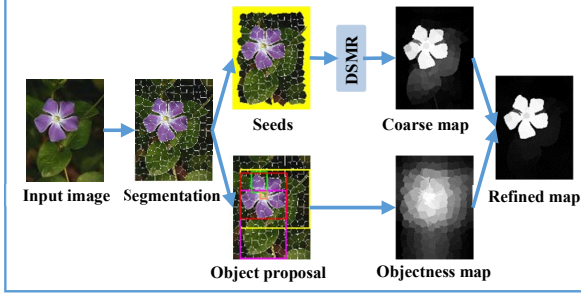 DSMR
Seeds
Coarse map
Input image
Segmentation
Refined map
Object proposal
Objectness map